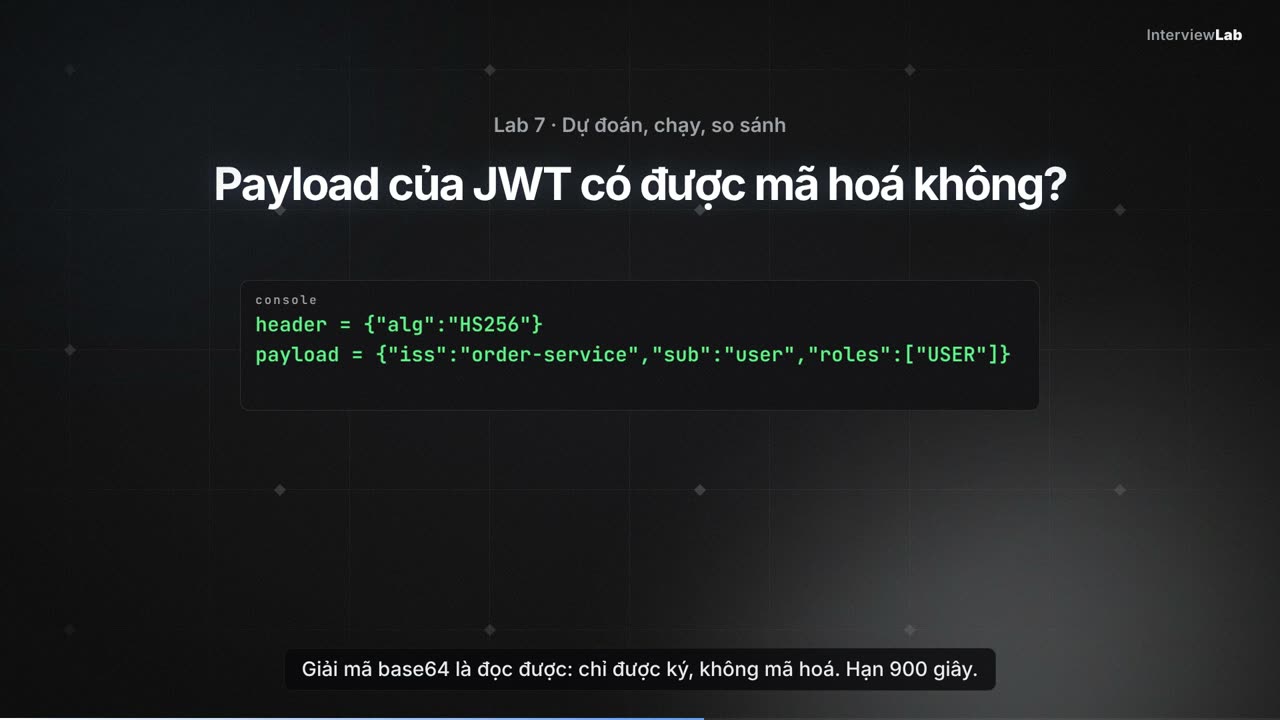 InterviewLab
Lab 7 · Dự đoán, chạy, so sánh
Payload của JWT có được mã hoá không?
console
header = {"alg":"HS256"}
payload = {"iss":"order-service","sub":"user","roles":["USER"]}
Giải mã base64 là đọc được: chỉ được ký, không mã hoá. Hạn 900 giây.